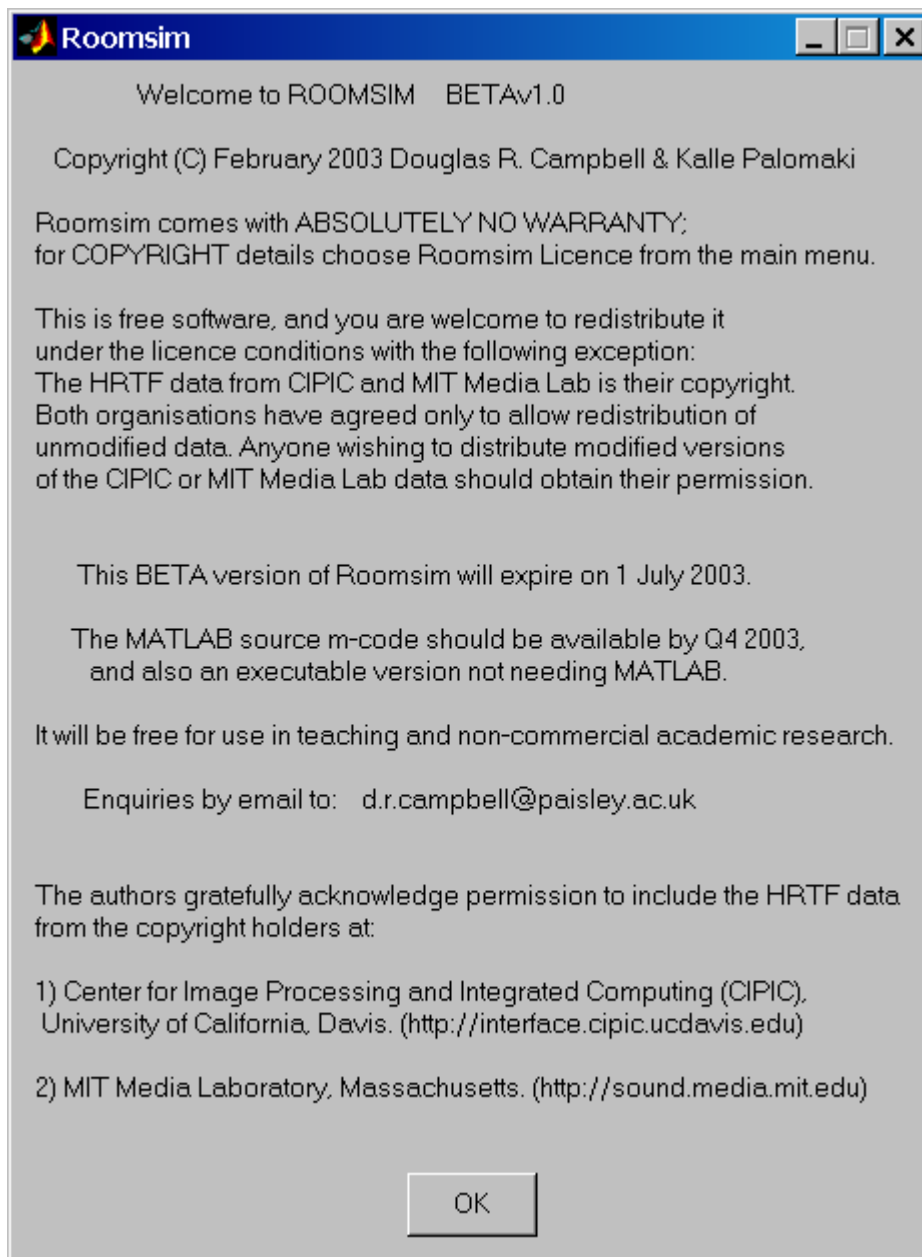 Roomsim
Welcome to ROOMSIM BETAv1.0
Copyright (C) February 2003 Douglas R. Campbell & Kalle Palomaki
Roomsim comes with ABSOLUTELY NO WARRANTY;
for COPYRIGHT details choose Roomsim Licence from the main menu.
This is free software, and you are welcome to redistribute it
under the licence conditions with the following exception:
The HRTF data from CIPIC and MIT Media Lab is their copyright.
Both organisations have agreed only to allow redistribution of
unmodified data. Anyone wishing to distribute modified versions
of the CIPIC or MIT Media Lab data should obtain their permission.
This BETA version of Roomsim will expire on 1 July 2003.
The MATLAB source m-code should be available by Q4 2003,
and also an executable version not needing MATLAB.
It will be free for use in teaching and non-commercial academic research.
Enquiries by email to: d.r.campbell@paisley.ac.uk
The authors gratefully acknowledge permission to include the HRTF data
from the copyright holders at:
1) Center for Image Processing and Integrated Computing (CIPIC),
University of California, Davis. (http://interface.cipic.ucdavis.edu)
2) MIT Media Laboratory, Massachusetts. (http://sound.media.mit.edu)
OK